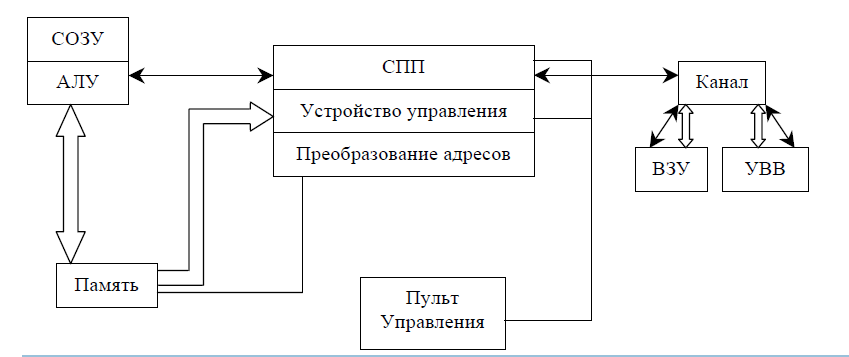 СОЗУ
АЛУ
СПП
Устройство управления
Преобразование адресов
Канал
ВЗУ
УВВ
Память
Пульт
Управления